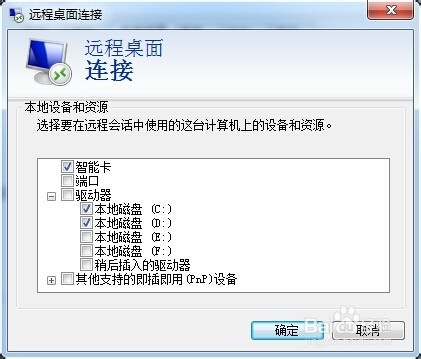 远程桌面连接
远程桌面
连接
本地设备和资源
选择要在远程会话中使用的这台计算机上的设备和资源。
智能卡
端口
驱动器
本地磁盘 (C:)
本地磁盘 (D:)
本地磁盘 (E:)
本地磁盘 (F:)
稍后插入的驱动器
其他支持的即插即用(PnP)设备
确定
取消